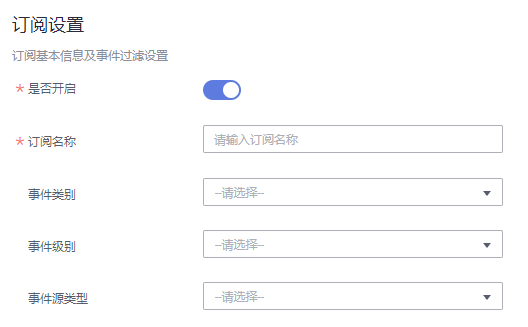 订阅设置
订阅基本信息及事件过滤设置
* 是否开启
* 订阅名称
请输入订阅名称
事件类别
--请选择--
事件级别
--请选择--
事件源类型
--请选择--